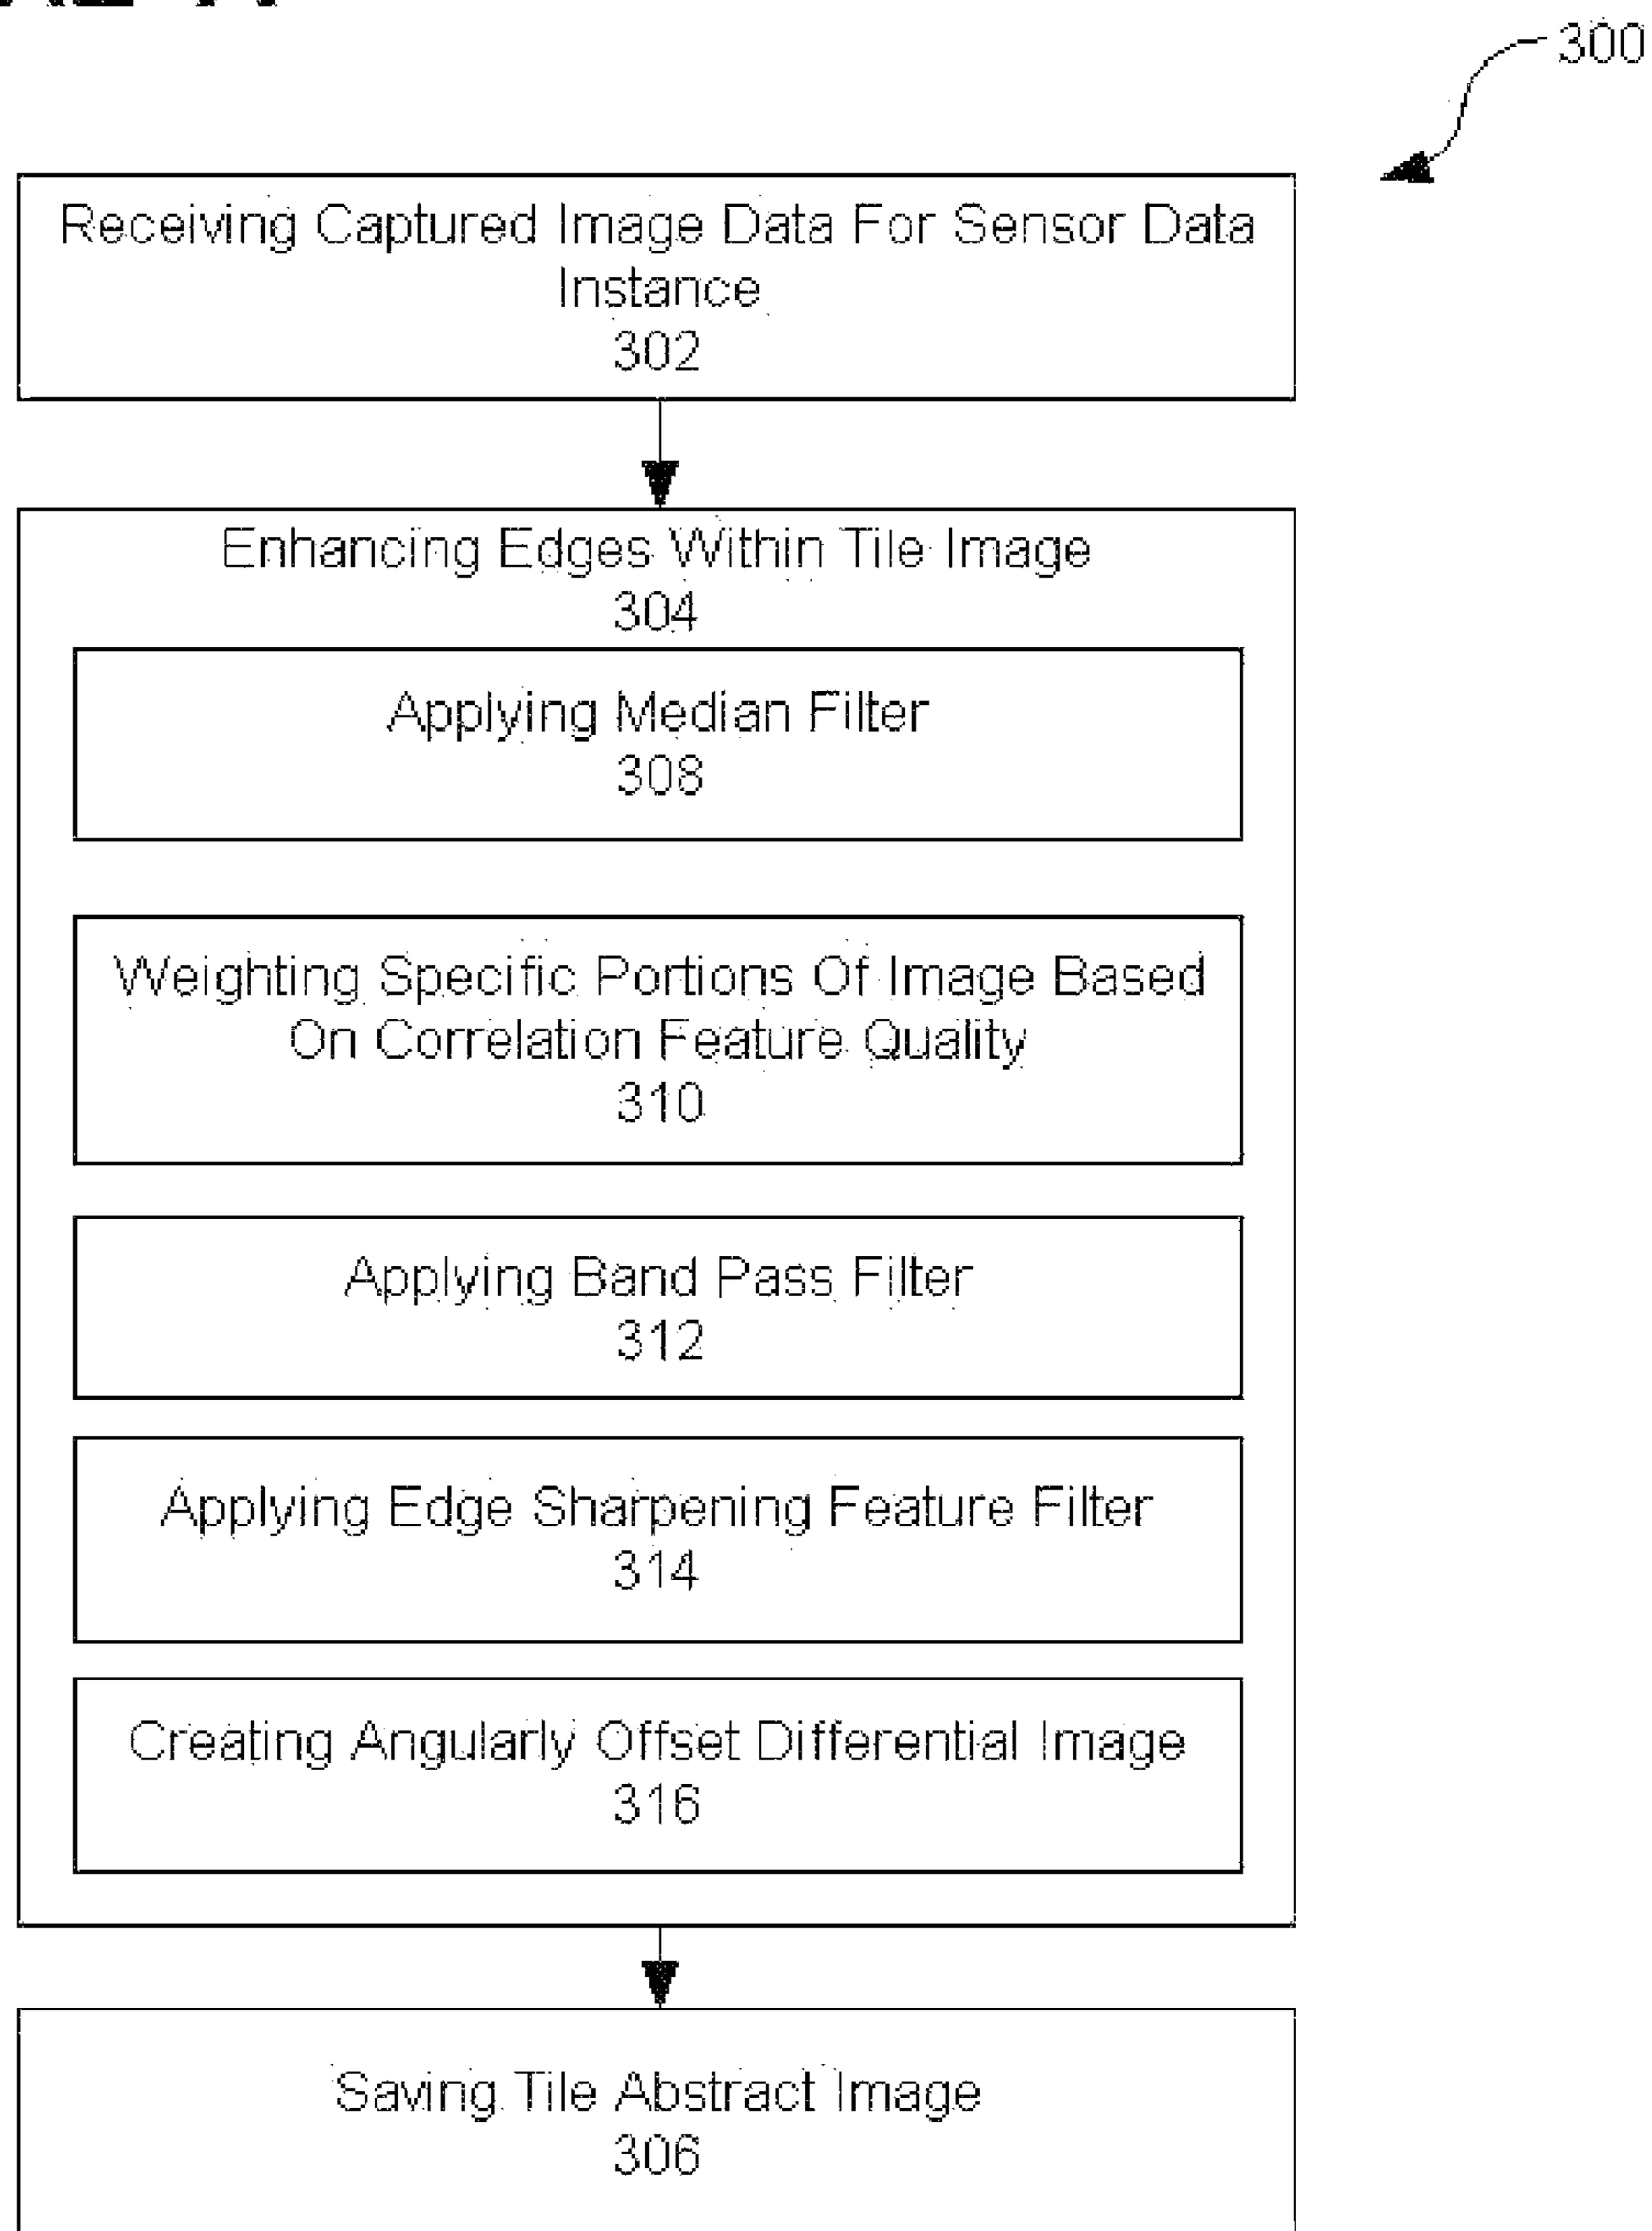 300
Receiving Captured Image Data For Sensor Data
Instance
302
Enhancing Edges Within Tile Image
304
Applying Median Filter
308
Weighting Specific Portions Of Image Based
On Correlation Feature Quality
310
Applying Band Pass Filter
312
Applying Edge Sharpening Feature Filter
314
Creating Angularly Offset Differential Image
316
Saving Tile Abstract Image
306